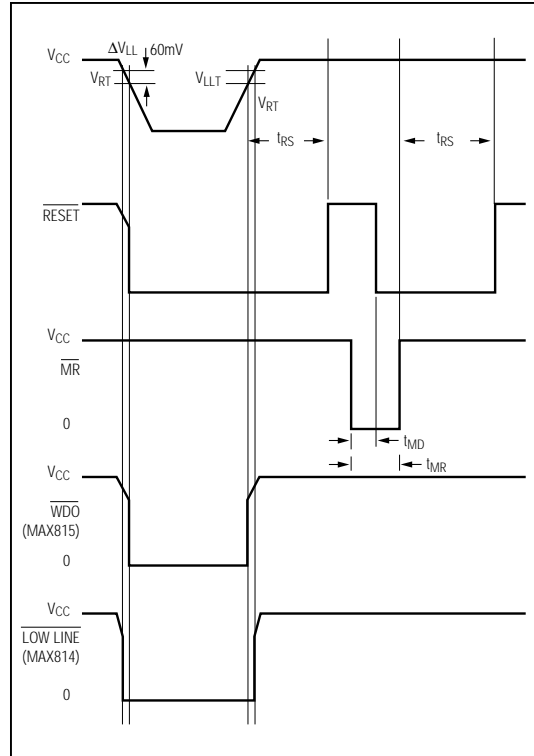 ΔVLL 60mV
VCC
VRT
VLLT
VRT
tRS
tRS
RESET
VCC
MR
0
tMD
tMR
VCC
WDO
(MAX815)
0
VCC
LOW LINE
(MAX814)
0